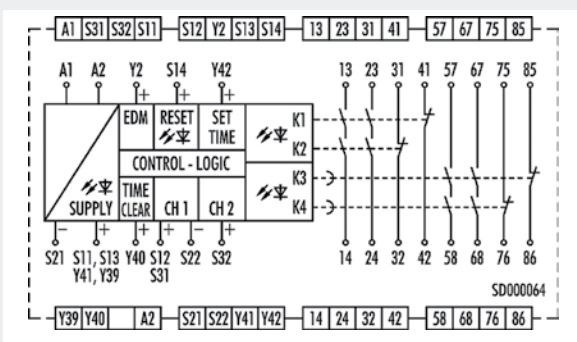 A1 S31 S32 S11 S12 Y2 S13 S14 13 23 31 41 57 67 75 85
A1 A2 Y2 S14 Y42 13 23 31 41 57 67 75 85
+ + +
EDM RESET SET TIME K1
K2
CONTROL - LOGIC
K3
SUPPLY TIME CLEAR CH 1 CH 2 K4
− + + + − +
S21 S11, S13 Y40 S12 S22 S32 14 24 32 42 58 68 76 86
Y41, Y39 S31
SD000064
Y39 Y40 A2 S21 S22 Y41 Y42 14 24 32 42 58 68 76 86